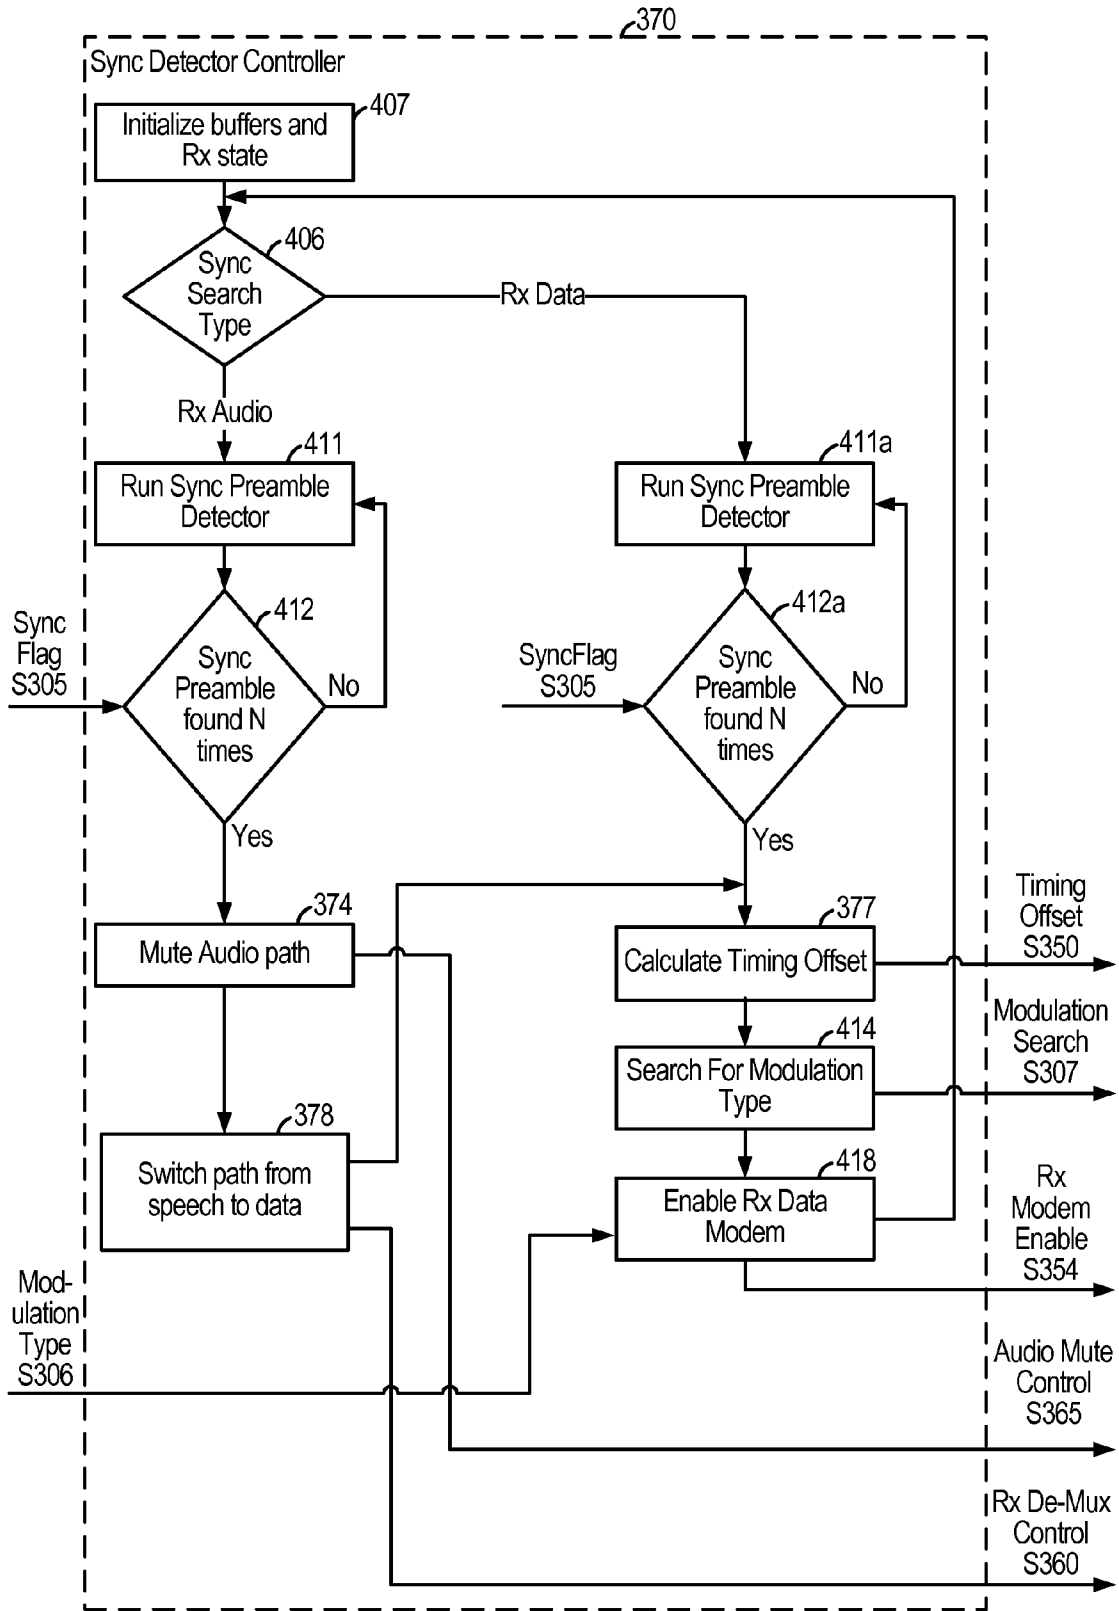 370
Sync Detector Controller
407
Initialize buffers and
Rx state
406
Sync
Search
Type
Rx Data
Rx Audio
411
Run Sync Preamble
Detector
411a
Run Sync Preamble
Detector
412
Sync
Flag
S305
Sync
Preamble
found N
times
No
Yes
412a
SyncFlag
S305
Sync
Preamble
found N
times
No
Yes
374
Mute Audio path
377
Calculate Timing Offset
Timing
Offset
S350
414
Search For Modulation
Type
Modulation
Search
S307
378
Switch path from
speech to data
418
Enable Rx Data
Modem
Rx
Modem
Enable
S354
Mod-
ulation
Type
S306
Audio Mute
Control
S365
Rx De-Mux
Control
S360